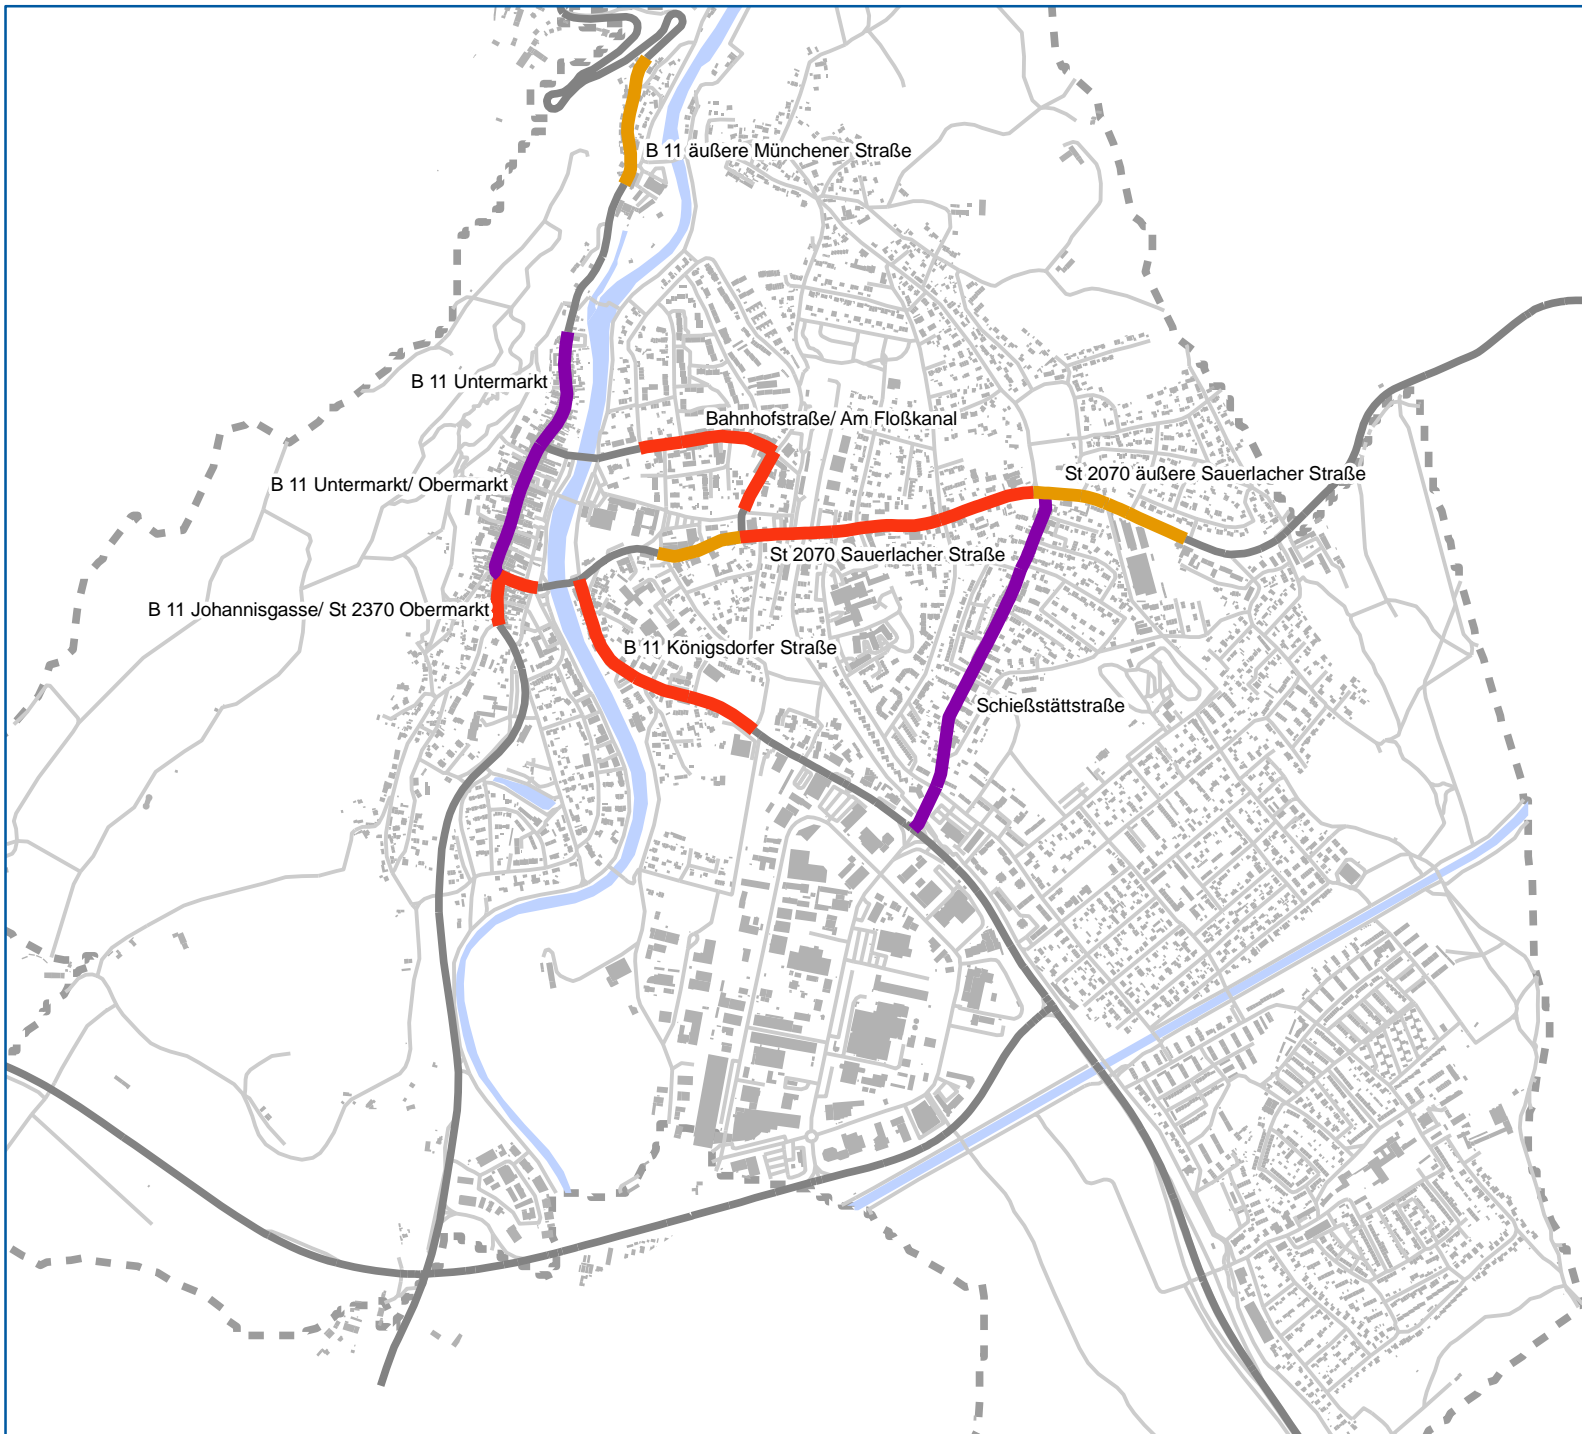 B 11 äußere Münchener Straße
B 11 Untermarkt
Bahnhofstraße/ Am Floßkanal
St 2070 äußere Sauerlacher Straße
B 11 Untermarkt/ Obermarkt
St 2070 Sauerlacher Straße
B 11 Johannisgasse/ St 2370 Obermarkt
B 11 Königsdorfer Straße
Schießstättstraße